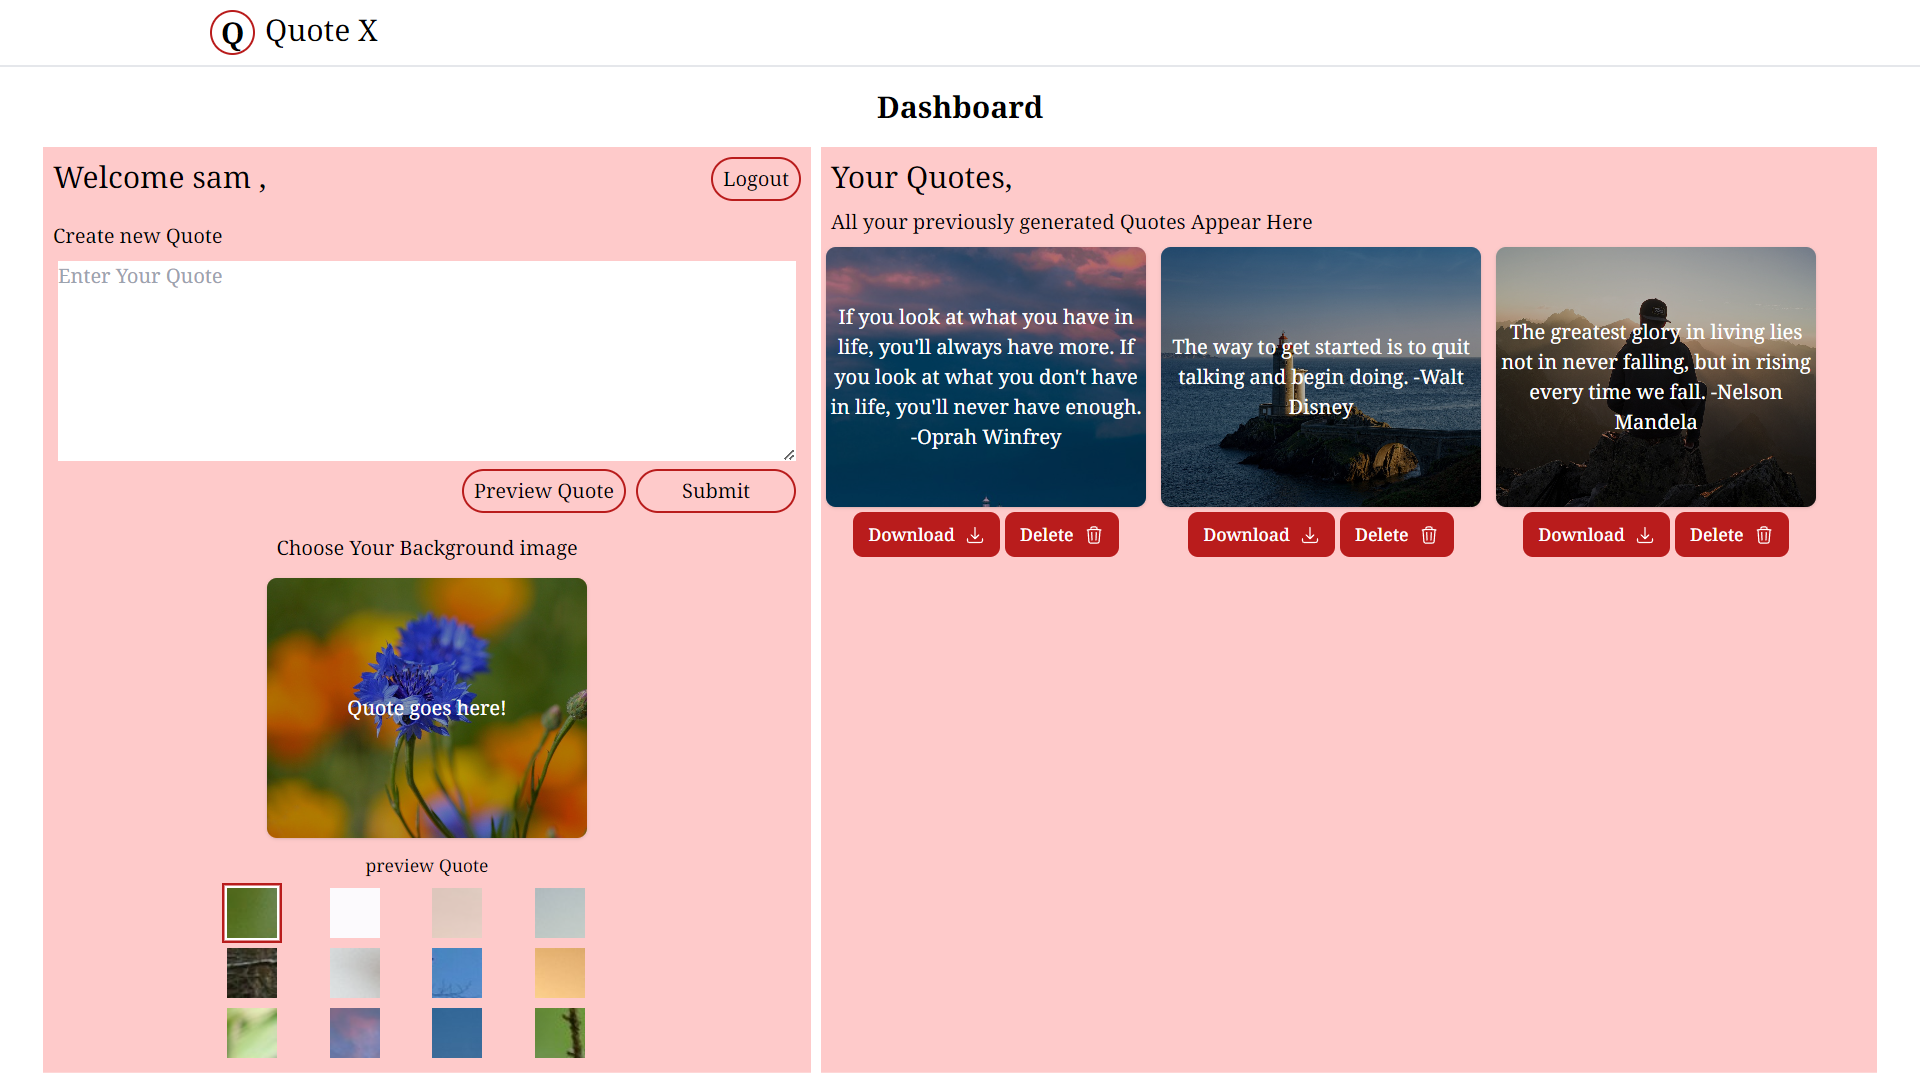 Q Quote X
Dashboard
Welcome sam ,
Logout
Create new Quote
Enter Your Quote
Preview Quote
Submit
Choose Your Background image
Quote goes here!
preview Quote
Your Quotes,
All your previously generated Quotes Appear Here
If you look at what you have in
life, you'll always have more. If
you look at what you don't have
in life, you'll never have enough.
-Oprah Winfrey
Download
Delete
The way to get started is to quit
talking and begin doing. -Walt
Disney
Download
Delete
The greatest glory in living lies
not in never falling, but in rising
every time we fall. -Nelson
Mandela
Download
Delete